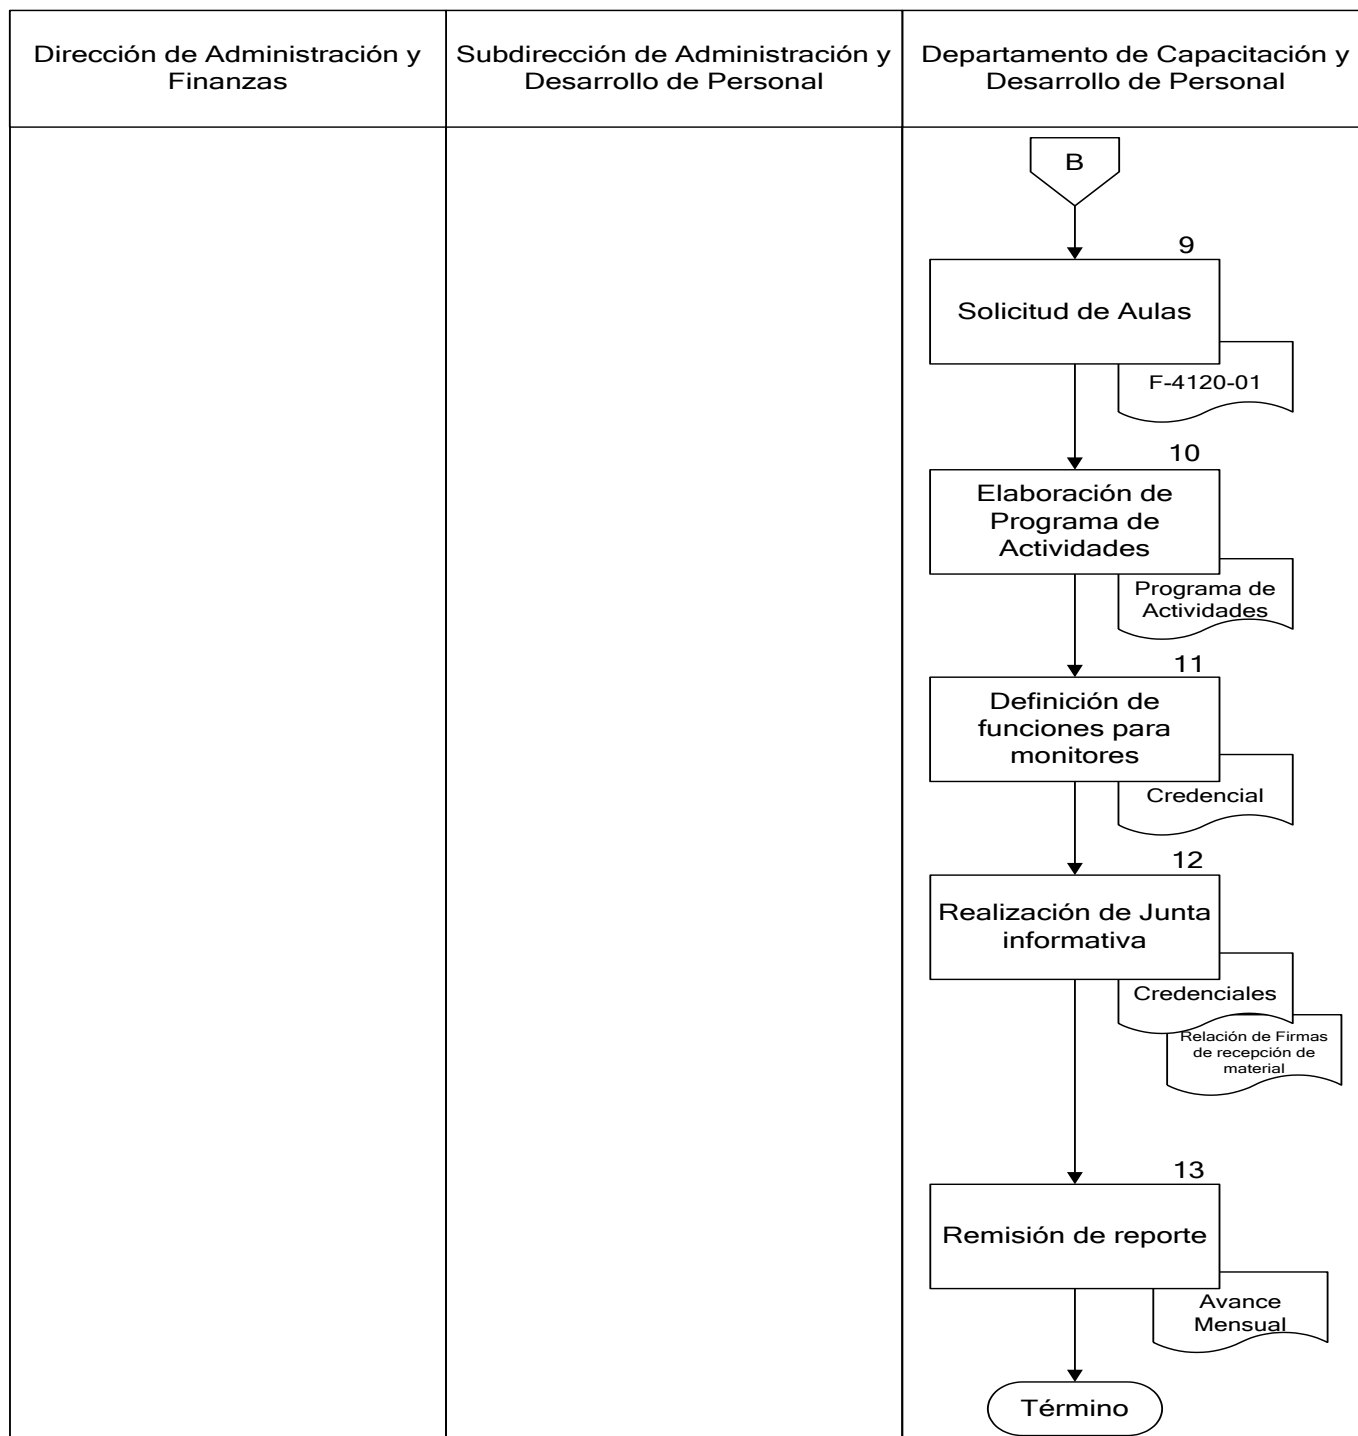 Dirección de Administración y
Finanzas
Subdirección de Administración y
Desarrollo de Personal
Departamento de Capacitación y
Desarrollo de Personal
B
9
Solicitud de Aulas
F-4120-01
10
Elaboración de
Programa de
Actividades
Programa de
Actividades
11
Definición de
funciones para
monitores
Credencial
12
Realización de Junta
informativa
Credenciales
Relación de Firmas
de recepción de
material
13
Remisión de reporte
Avance
Mensual
Término